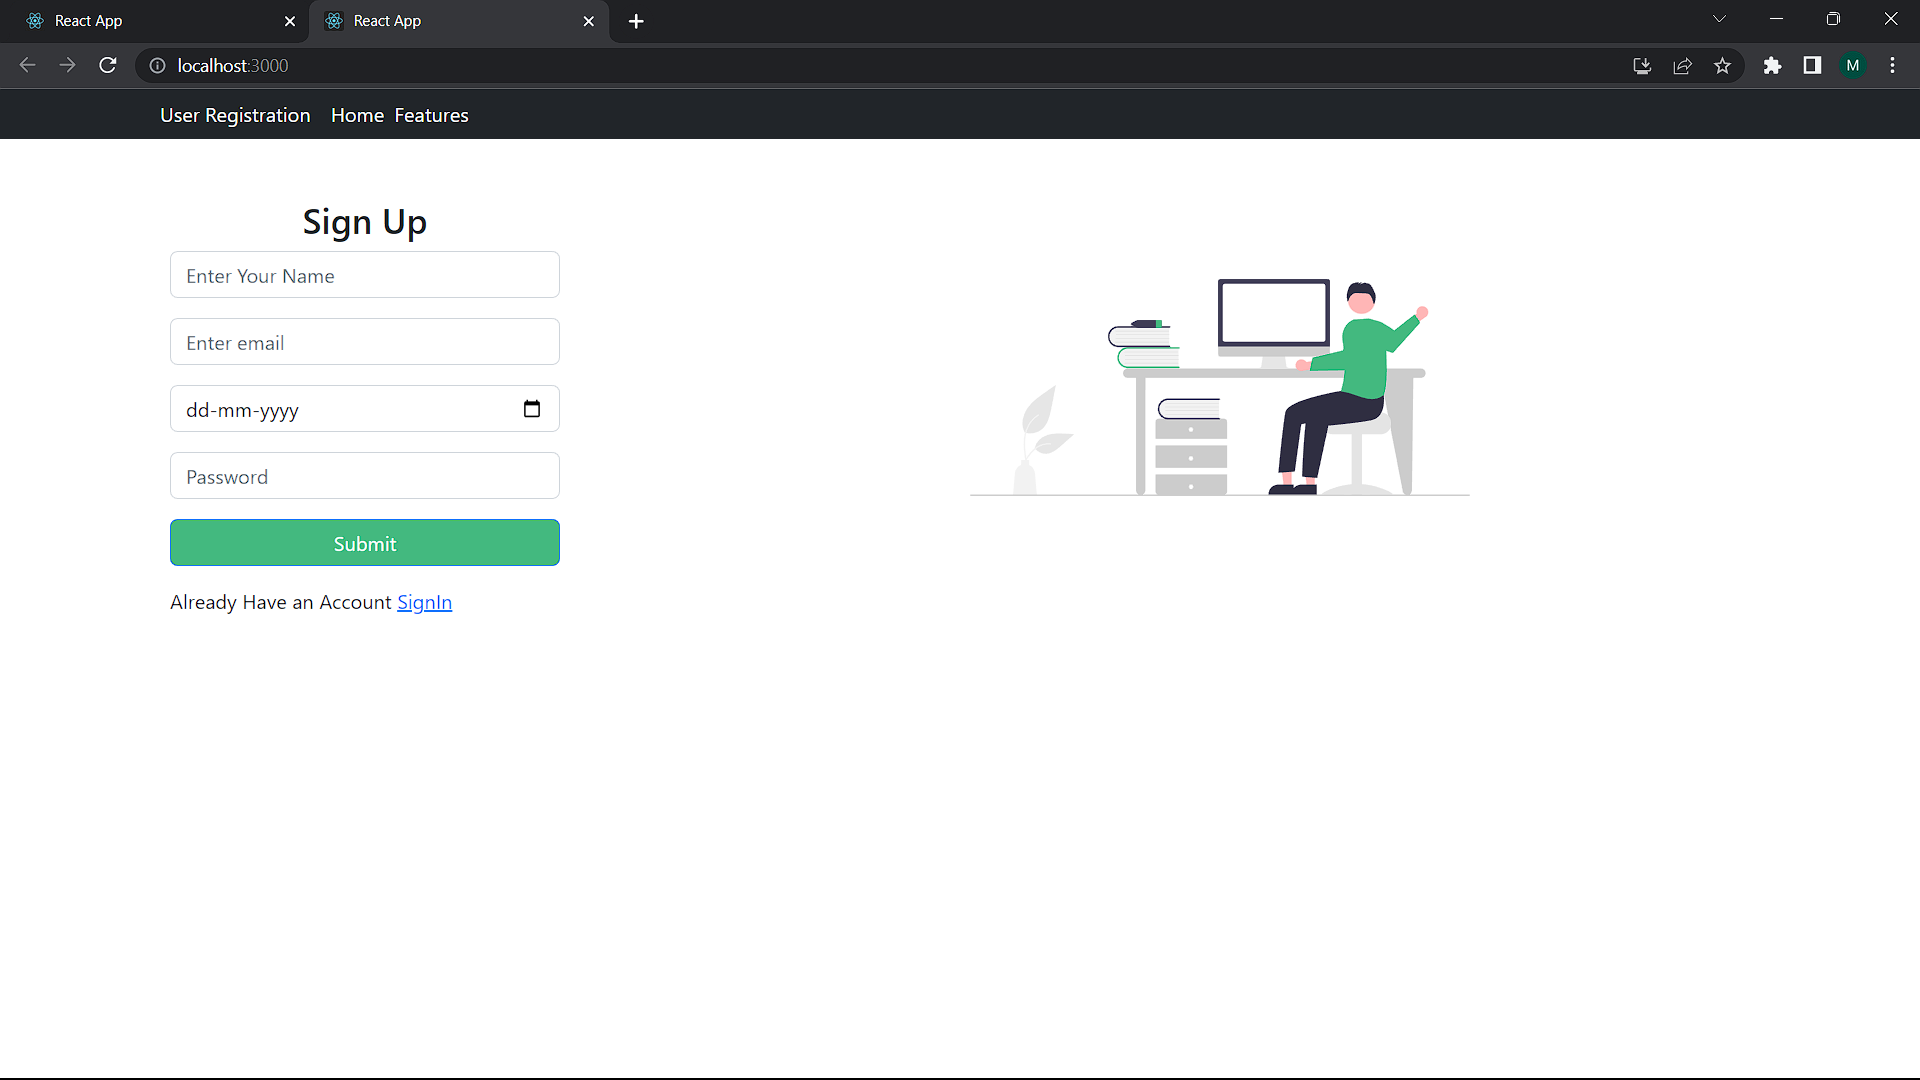 React App
React App
localhost:3000
M
User Registration Home Features
Sign Up
Enter Your Name
Enter email
dd-mm-yyyy
Password
Submit
Already Have an Account SignIn